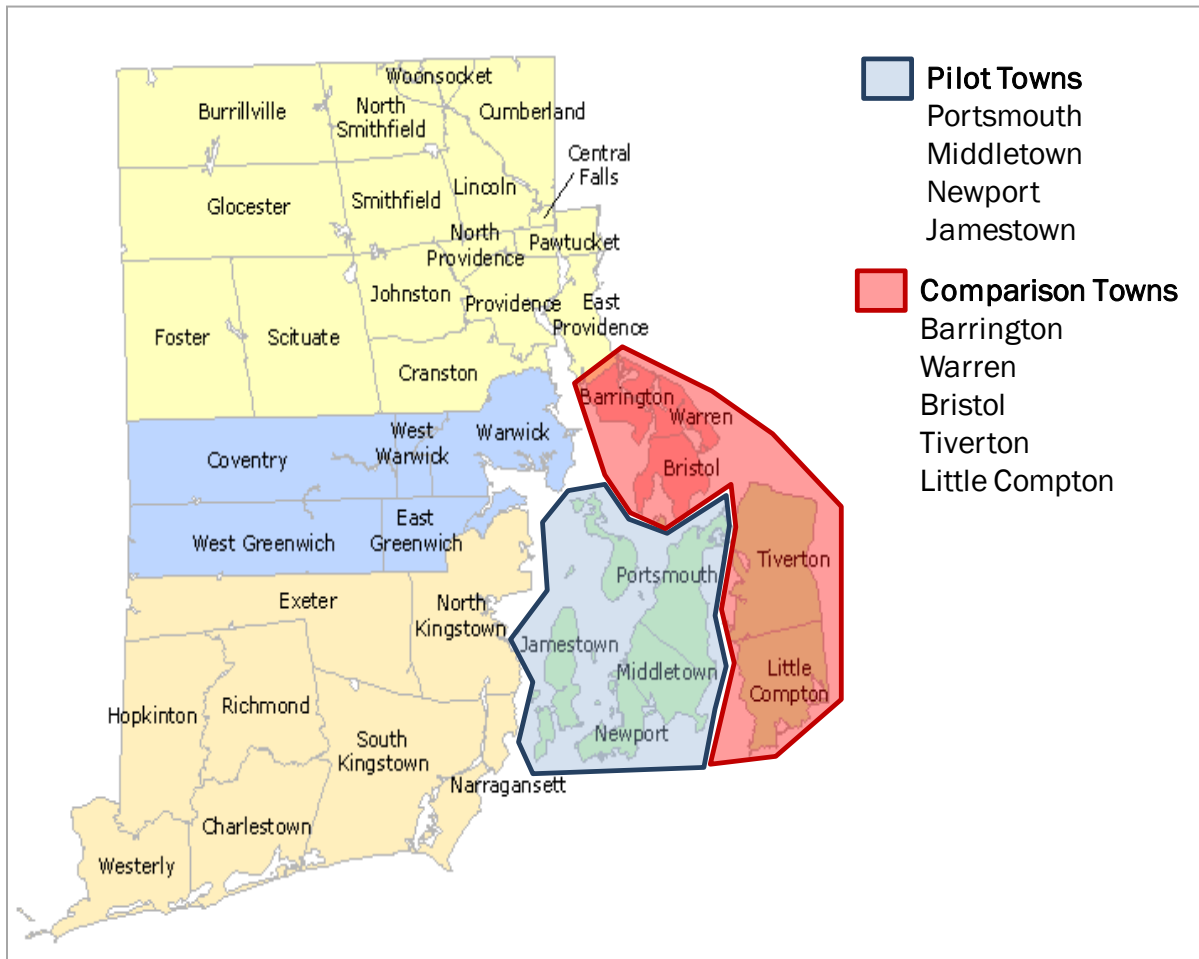 Woonsocket
Burrillville
North
Smithfield
Cumberland
Central
Falls
Glocester
Smithfield
Lincoln
North
Providence
Pawtucket
Johnston
Providence
East
Providence
Foster
Scituate
Cranston
Barrington
Warren
Coventry
West
Warwick
Warwick
Bristol
West Greenwich
East
Greenwich
Tiverton
Portsmouth
Exeter
North
Kingstown
Jamestown
Middletown
Little
Compton
Hopkinton
Richmond
South
Kingstown
Newport
Narragansett
Charlestown
Westerly
Pilot Towns
Portsmouth
Middletown
Newport
Jamestown
Comparison Towns
Barrington
Warren
Bristol
Tiverton
Little Compton